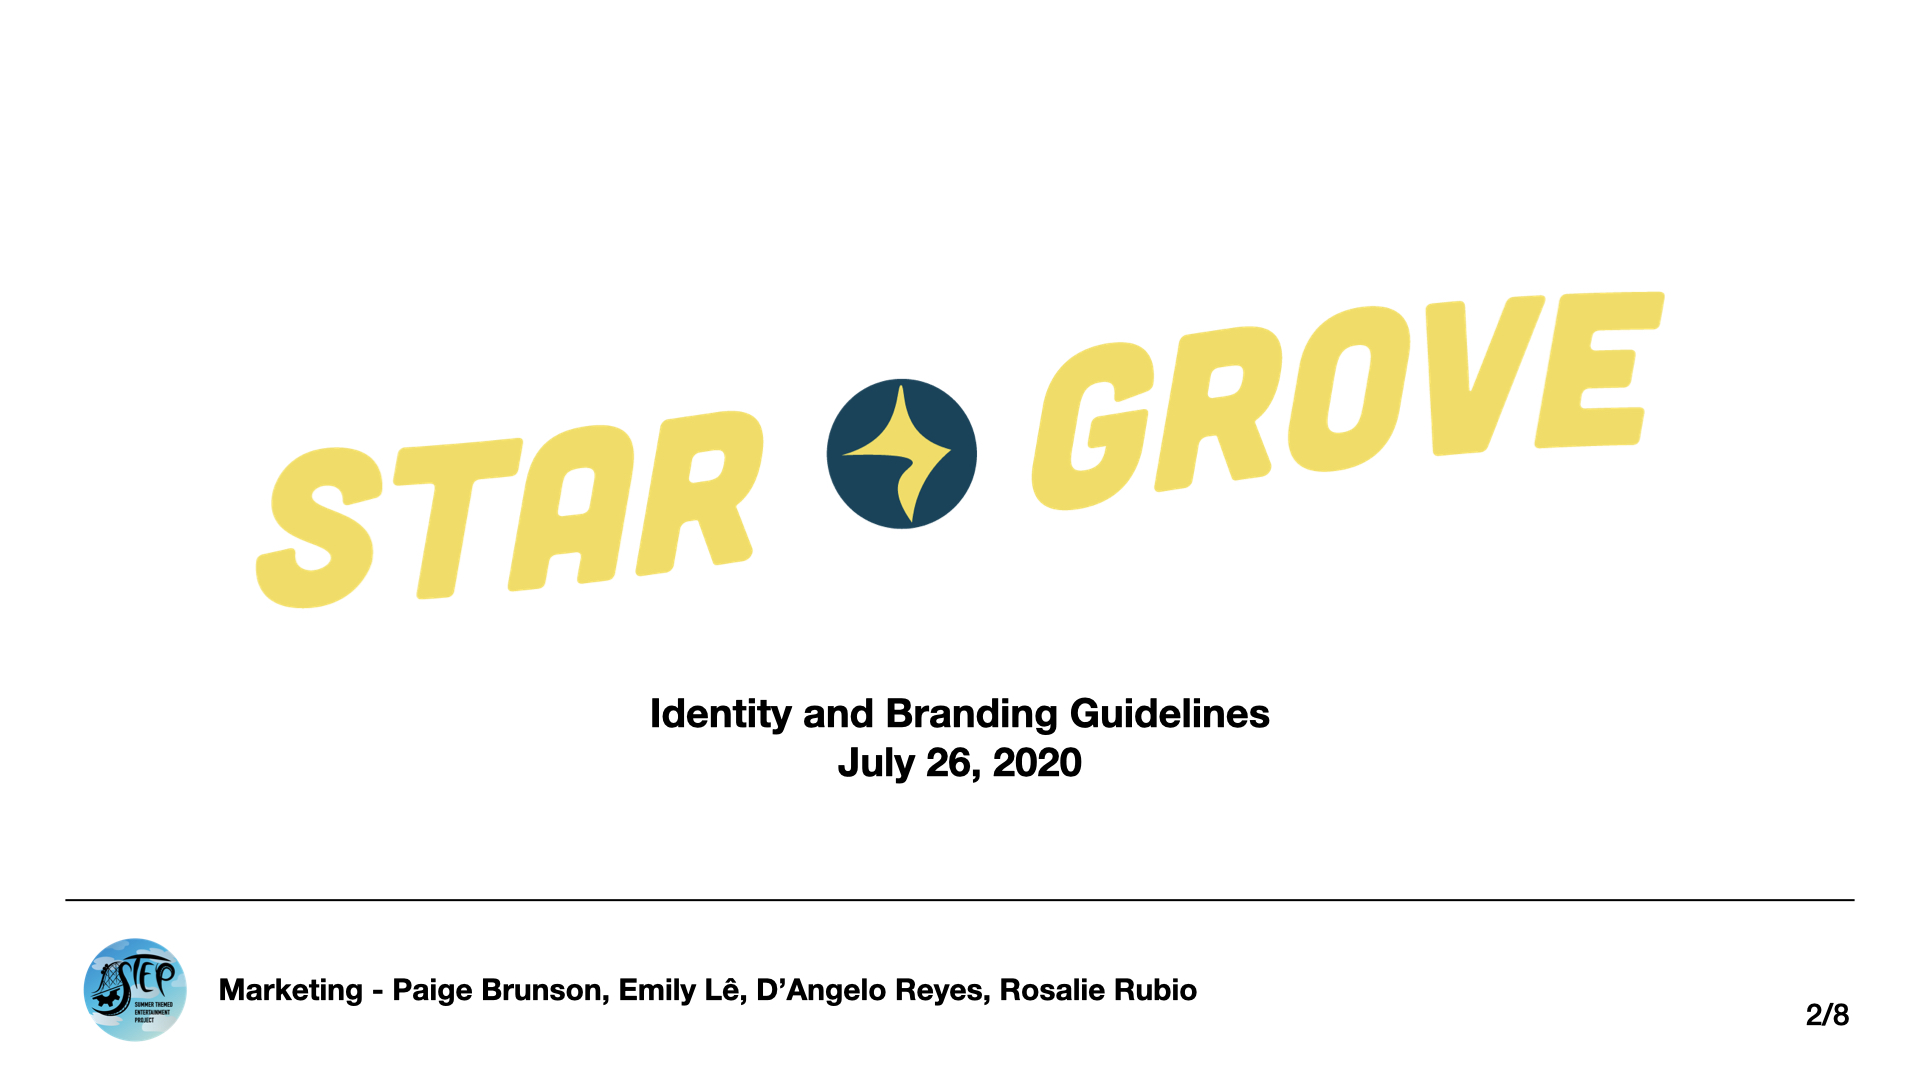 STAR GROVE
Identity and Branding Guidelines
July 26, 2020
STEP
SUMMER THEMED
ENTERTAINMENT
PROJECT
Marketing - Paige Brunson, Emily Lê, D’Angelo Reyes, Rosalie Rubio
2/8